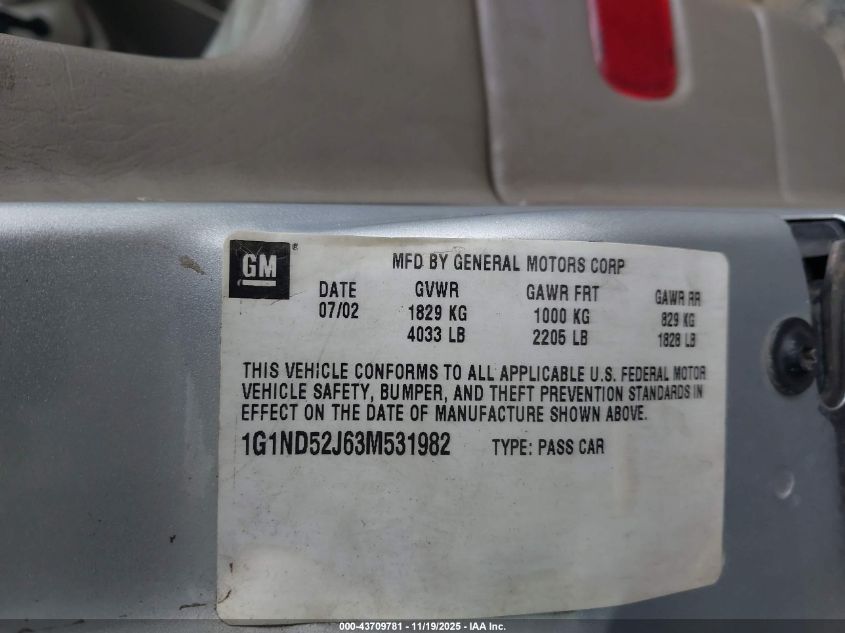 GM ®
MFD BY GENERAL MOTORS CORP
DATE GVWR GAWR FRT GAWR RR
07/02 1829 KG 1000 KG 829 KG
4033 LB 2205 LB 1828 LB
THIS VEHICLE CONFORMS TO ALL APPLICABLE U.S. FEDERAL MOTOR
VEHICLE SAFETY, BUMPER, AND THEFT PREVENTION STANDARDS IN
EFFECT ON THE DATE OF MANUFACTURE SHOWN ABOVE.
1G1ND52J63M531982 TYPE: PASS CAR
000-43709781 - 11/19/2025 - IAA Inc.